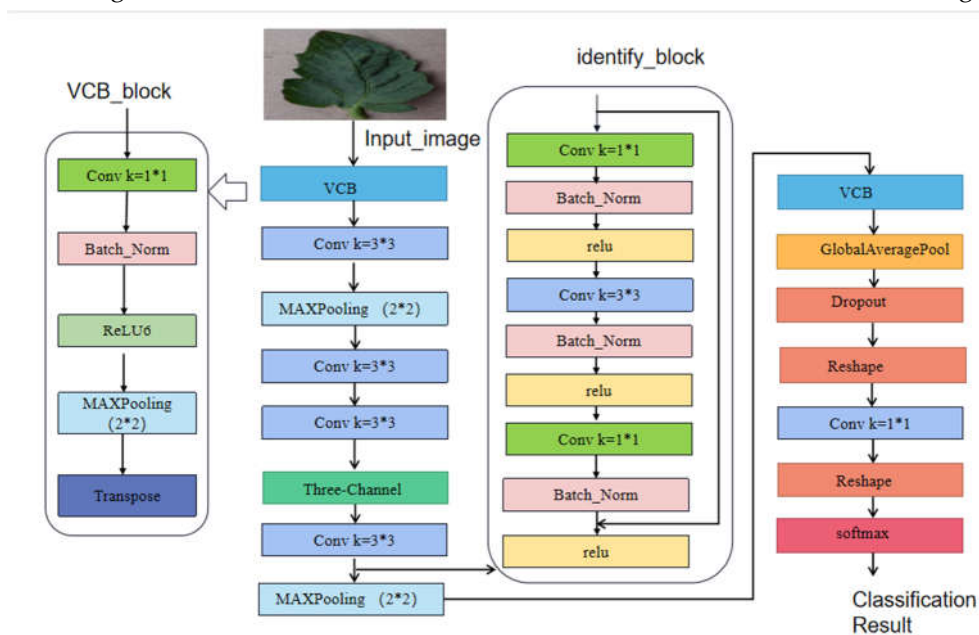 VCB_block
Conv k=1*1
Batch_Norm
ReLU6
MAXPooling
(2*2)
Transpose
Input_image
VCB
Conv k=3*3
MAXPooling (2*2)
Conv k=3*3
Conv k=3*3
Three-Channel
Conv k=3*3
MAXPooling (2*2)
identify_block
Conv k=1*1
Batch_Norm
relu
Conv k=3*3
Batch_Norm
relu
Conv k=1*1
Batch_Norm
relu
VCB
GlobalAveragePool
Dropout
Reshape
Conv k=1*1
Reshape
softmax
Classification
Result